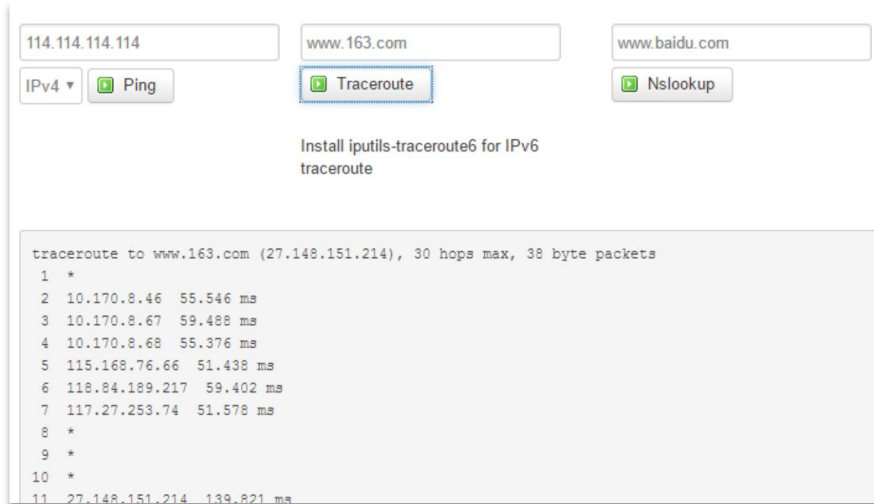 114.114.114.114
www.163.com
www.baidu.com
IPv4
Ping
Traceroute
Nslookup
Install iputils-traceroute6 for IPv6
traceroute
traceroute to www.163.com (27.148.151.214), 30 hops max, 38 byte packets
1 *
2 10.170.8.46 55.546 ms
3 10.170.8.67 59.488 ms
4 10.170.8.68 55.376 ms
5 115.168.76.66 51.438 ms
6 118.84.189.217 59.402 ms
7 117.27.253.74 51.578 ms
8 *
9 *
10 *
11 27.148.151.214 139.821 ms